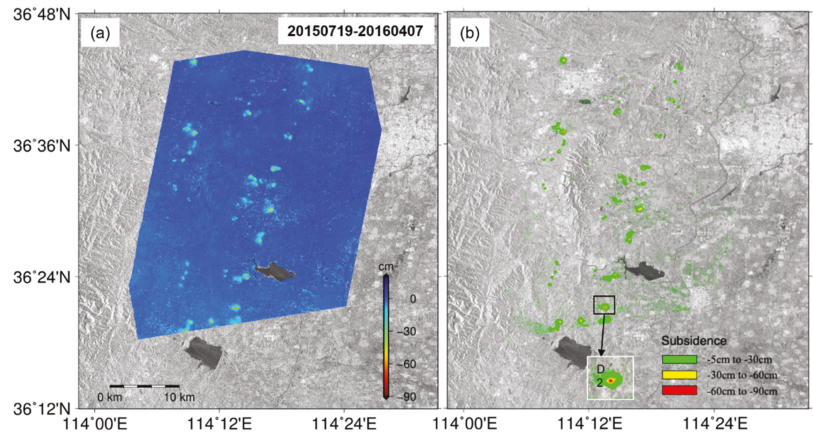 36°48'N
(a)
20150719-20160407
(b)
36°36'N
36°24'N
36°12'N
cm
0
−30
−60
−90
0 km
10 km
D
2
Subsidence
-5cm to -30cm
-30cm to -60cm
-60cm to -90cm
114°00'E
114°12'E
114°24'E
114°00'E
114°12'E
114°24'E